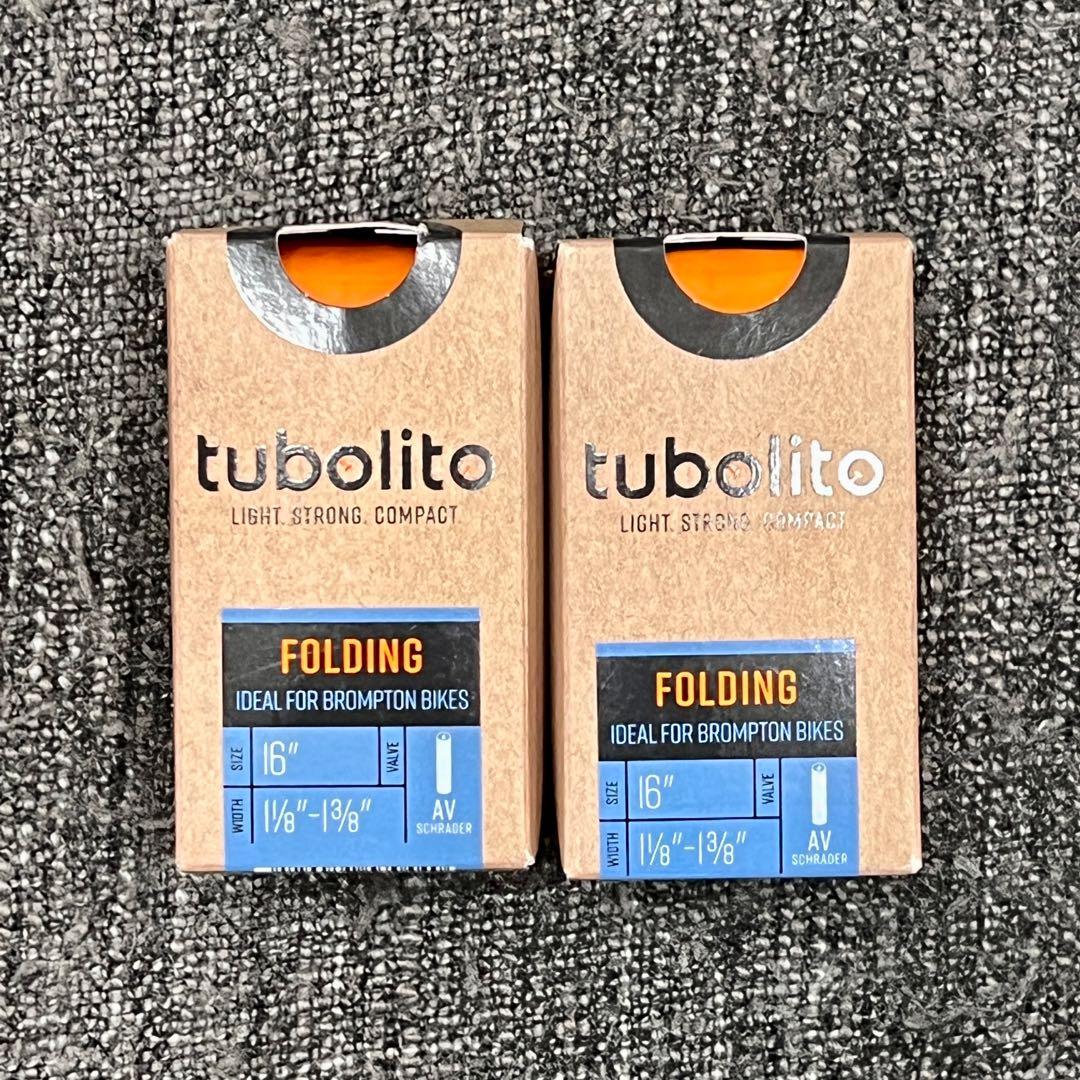 tubolito
LIGHT. STRONG. COMPACT.
FOLDING
IDEAL FOR BROMPTON BIKES
SIZE 16" VALVE
WIDTH 1⅛"-1⅜" AV
SCHRADER
tubolito
LIGHT. STRONG. COMPACT.
FOLDING
IDEAL FOR BROMPTON BIKES
SIZE 16" VALVE
WIDTH 1⅛"-1⅜" AV
SCHRADER